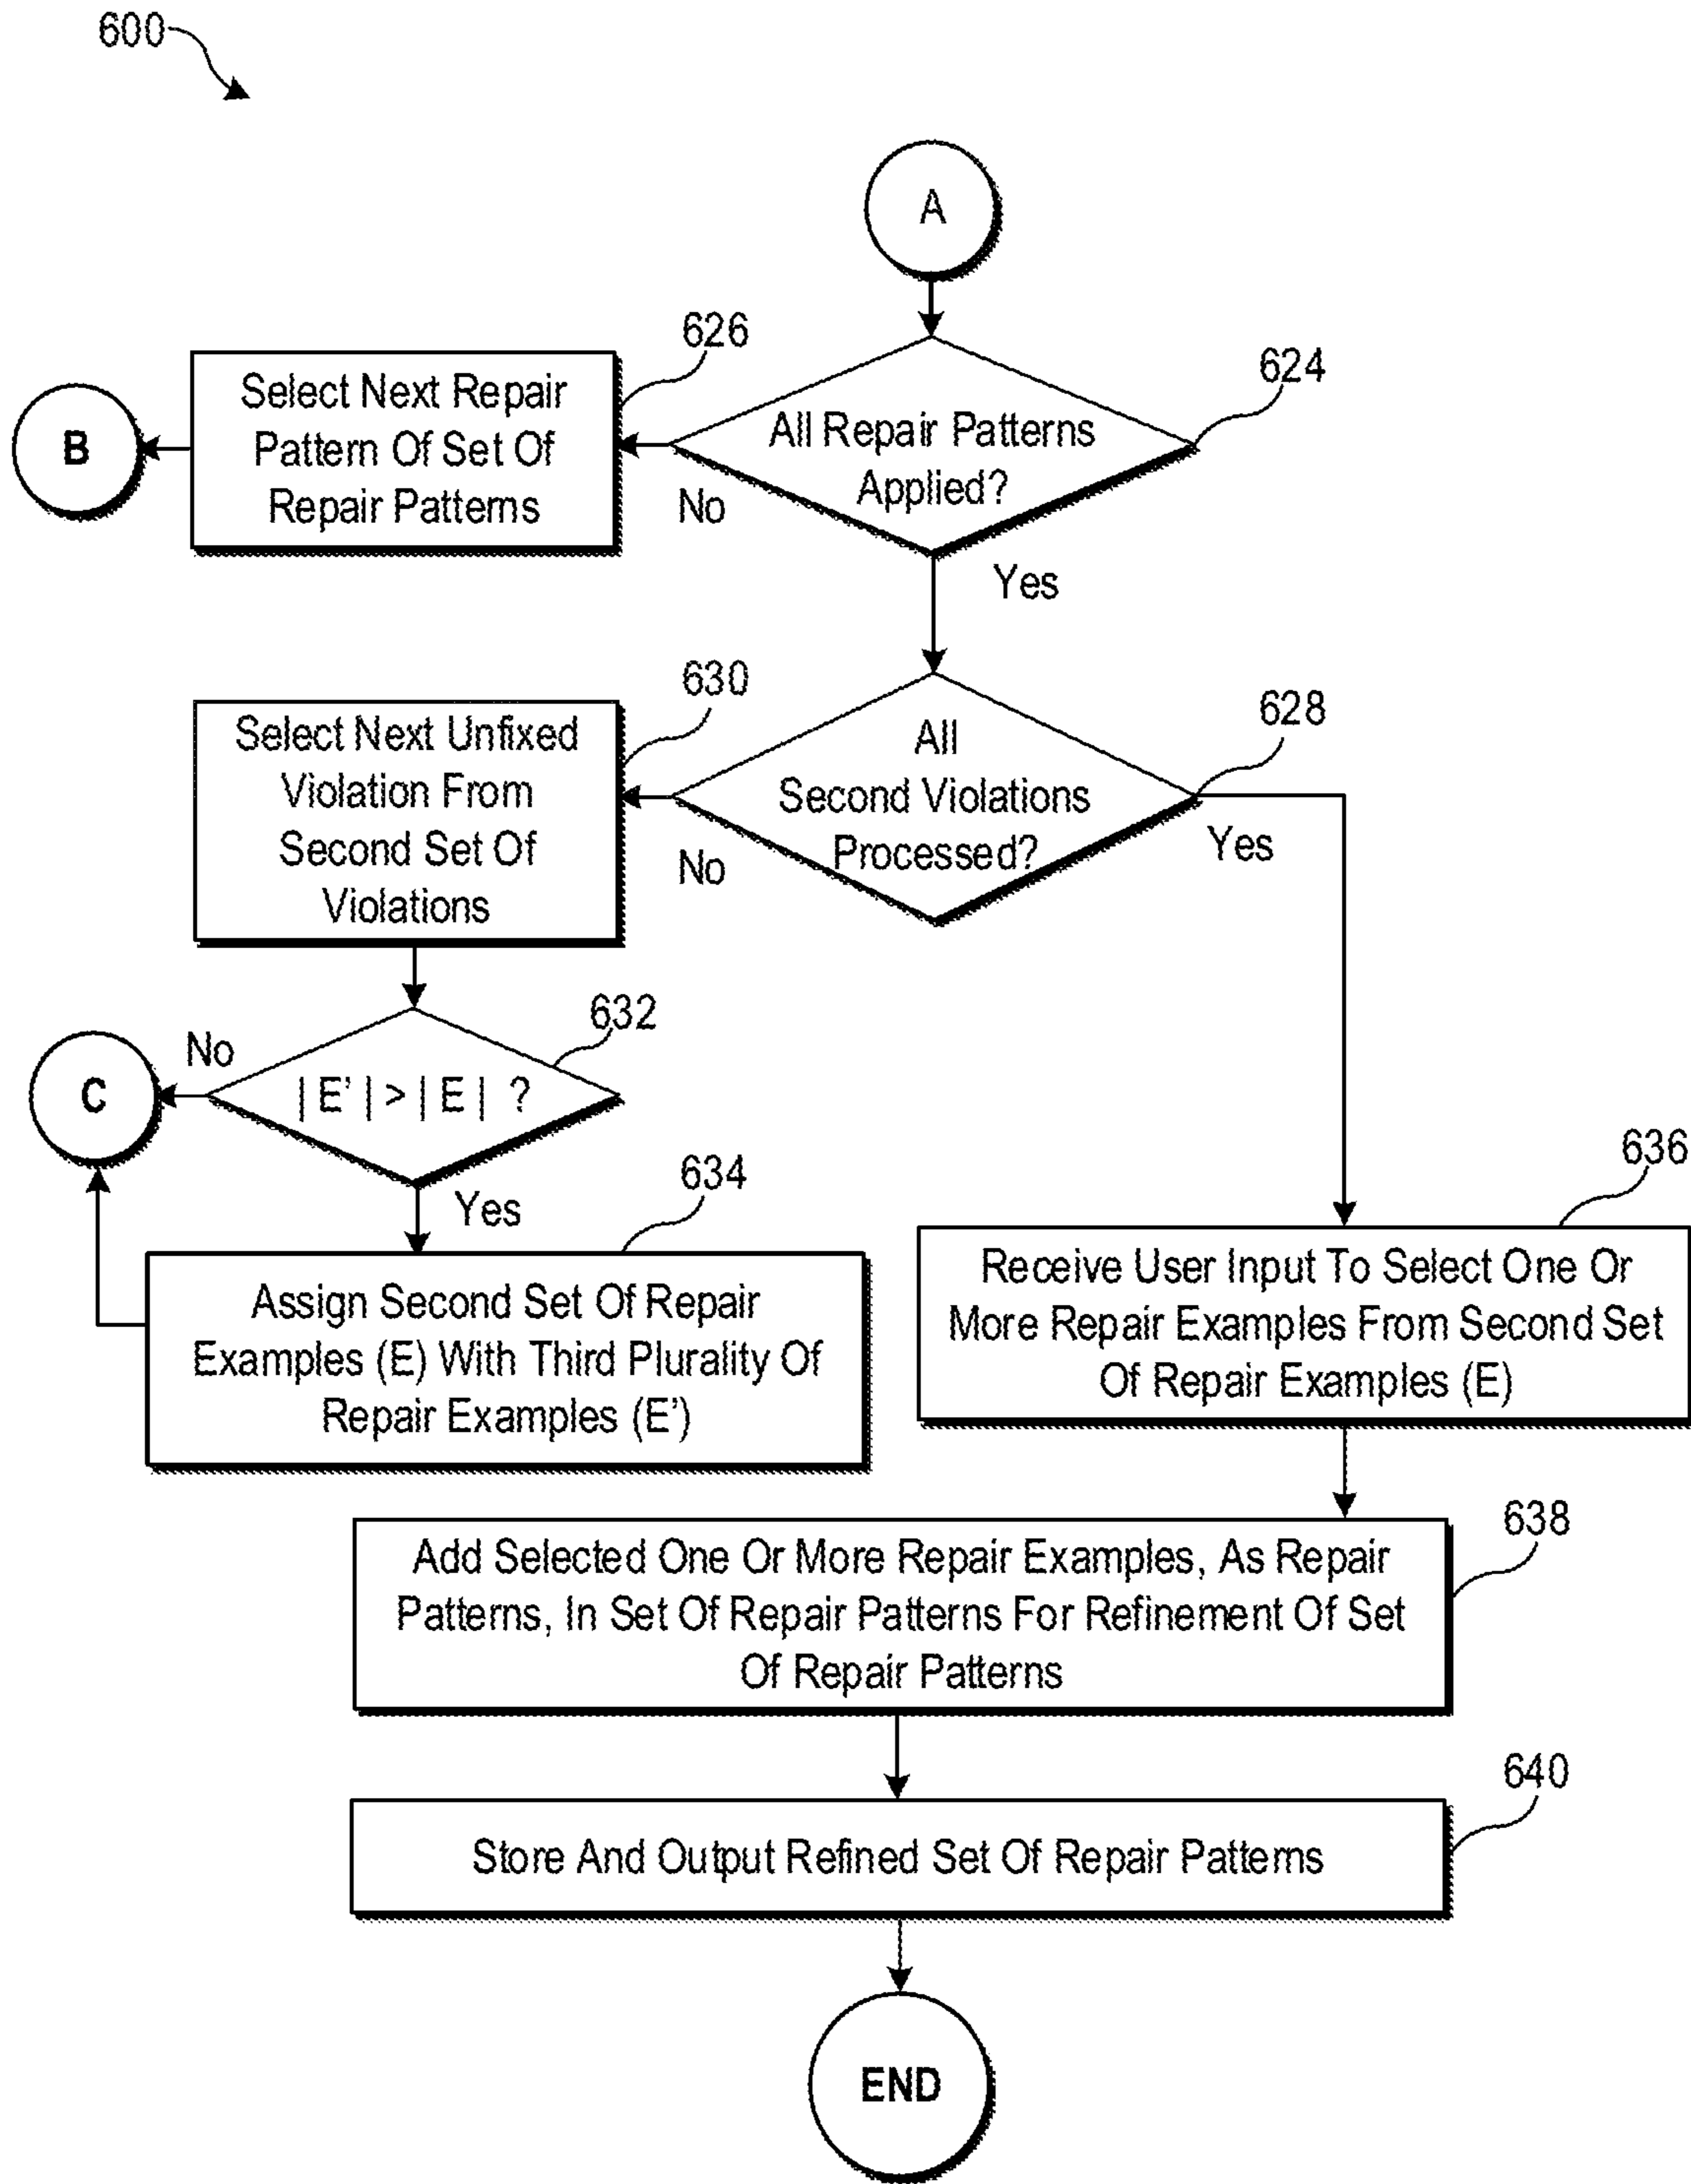 600
A
626
624
Select Next Repair
Pattern Of Set Of
Repair Patterns
B
All Repair Patterns
Applied?
No
Yes
630
628
Select Next Unfixed
Violation From
Second Set Of
Violations
All
Second Violations
Processed?
No
Yes
632
No
C
| E' | > | E | ?
Yes
634
636
Assign Second Set Of Repair
Examples (E) With Third Plurality Of
Repair Examples (E')
Receive User Input To Select One Or
More Repair Examples From Second Set
Of Repair Examples (E)
638
Add Selected One Or More Repair Examples, As Repair
Patterns, In Set Of Repair Patterns For Refinement Of Set
Of Repair Patterns
640
Store And Output Refined Set Of Repair Patterns
END